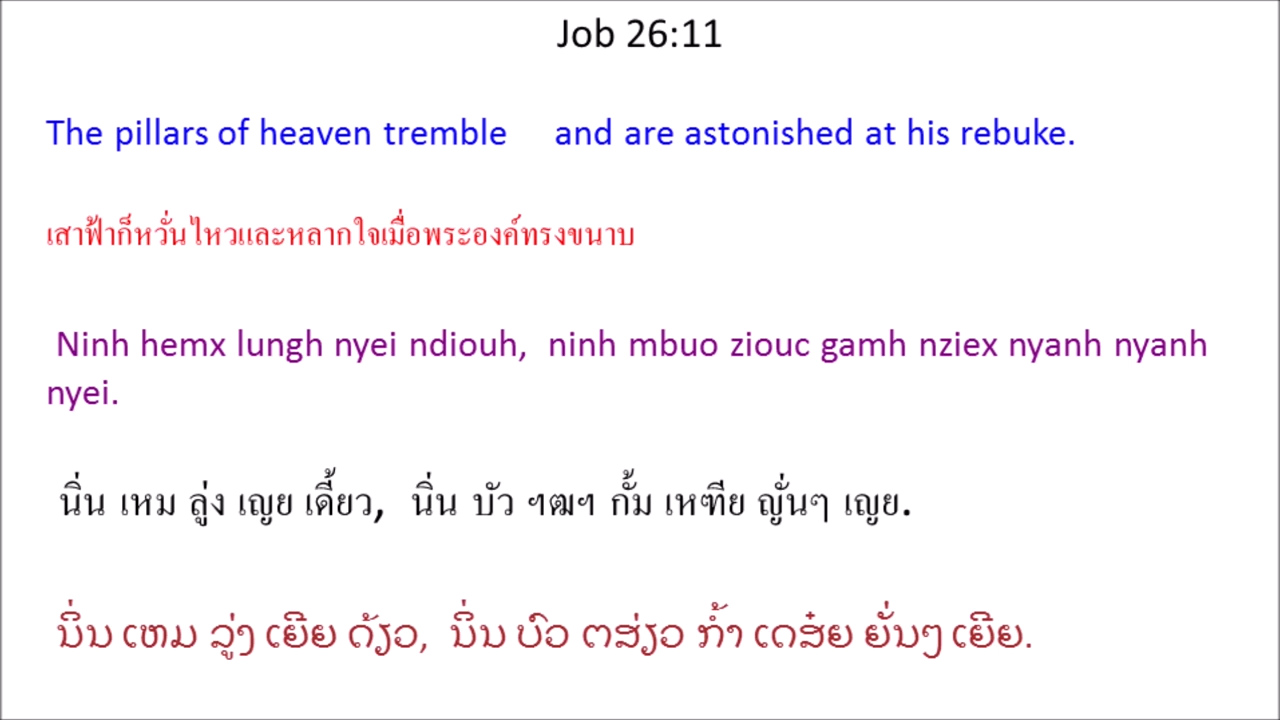 Job 26:11
The pillars of heaven tremble and are astonished at his rebuke.
เสาฟ้าก็หวั่นไหวและหลากใจเมื่อพระองค์ทรงขนาบ
Ninh hemx lungh nyei ndiouh, ninh mbuo ziouc gamh nziex nyanh nyanh
nyei.
นิ่น เหม ลู่ง เญย เดี้ยว, นิ่น บัว ฯฒฯ กั้ม เหฑีย ญั่นๆ เญย.
ນິ່ນ ເຫມ ລູ່ງ ເຍີຍ ດ້ຽວ, ນິ່ນ ບົວ ຕສ່ຽວ ກ້ຳ ເດສ໋ຍ ຍັ່ນໆ ເຍີຍ.